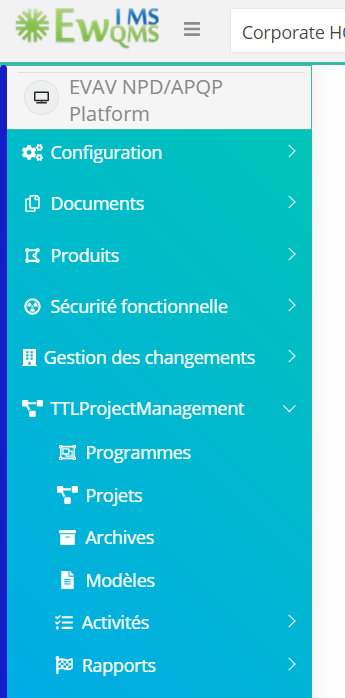 EwIMS
QMS
Corporate H
EVAV NPD/APQP
Platform
Configuration
Documents
Produits
Sécurité fonctionnelle
Gestion des changements
TTLProjectManagement
Programmes
Projets
Archives
Modèles
Activités
Rapports